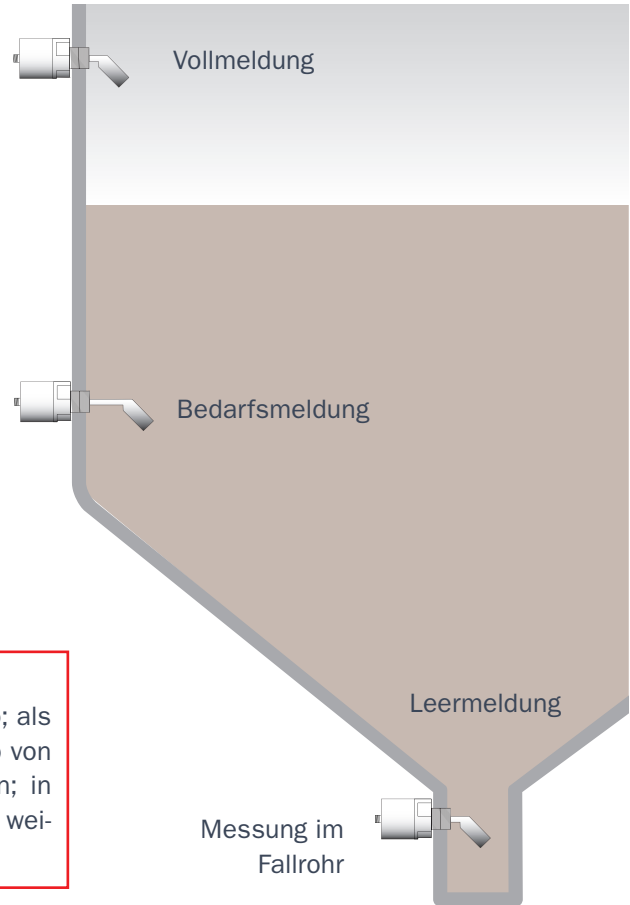 Vollmeldung
Bedarfsmeldung
Leermeldung
; als
von
n; in
wei-
Messung im
Fallrohr